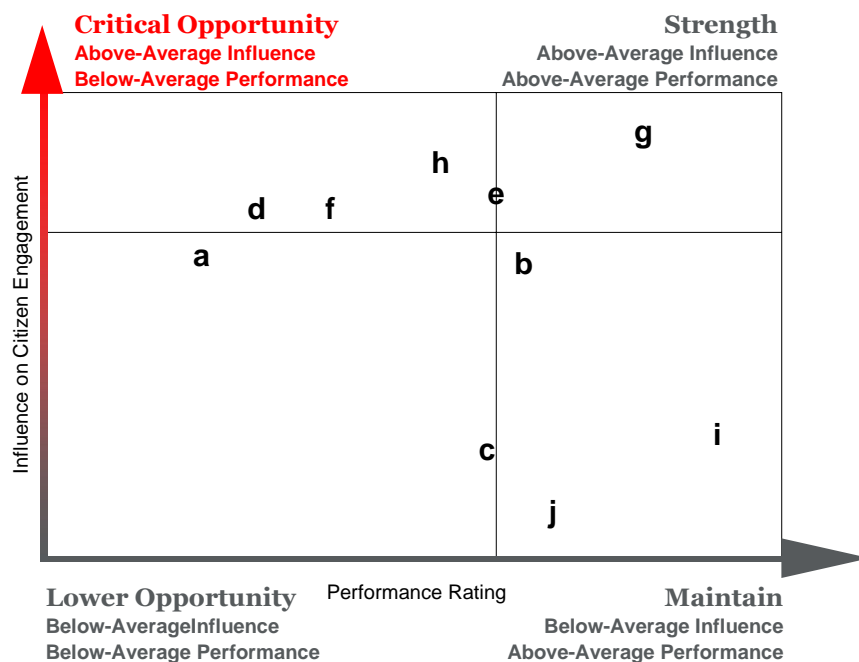 Critical Opportunity
Above-Average Influence
Below-Average Performance
Strength
Above-Average Influence
Above-Average Performance
Influence on Citizen Engagement
g
h
e
d
f
a
b
i
c
j
Performance Rating
Lower Opportunity
Below-AverageInfluence
Below-Average Performance
Maintain
Below-Average Influence
Above-Average Performance